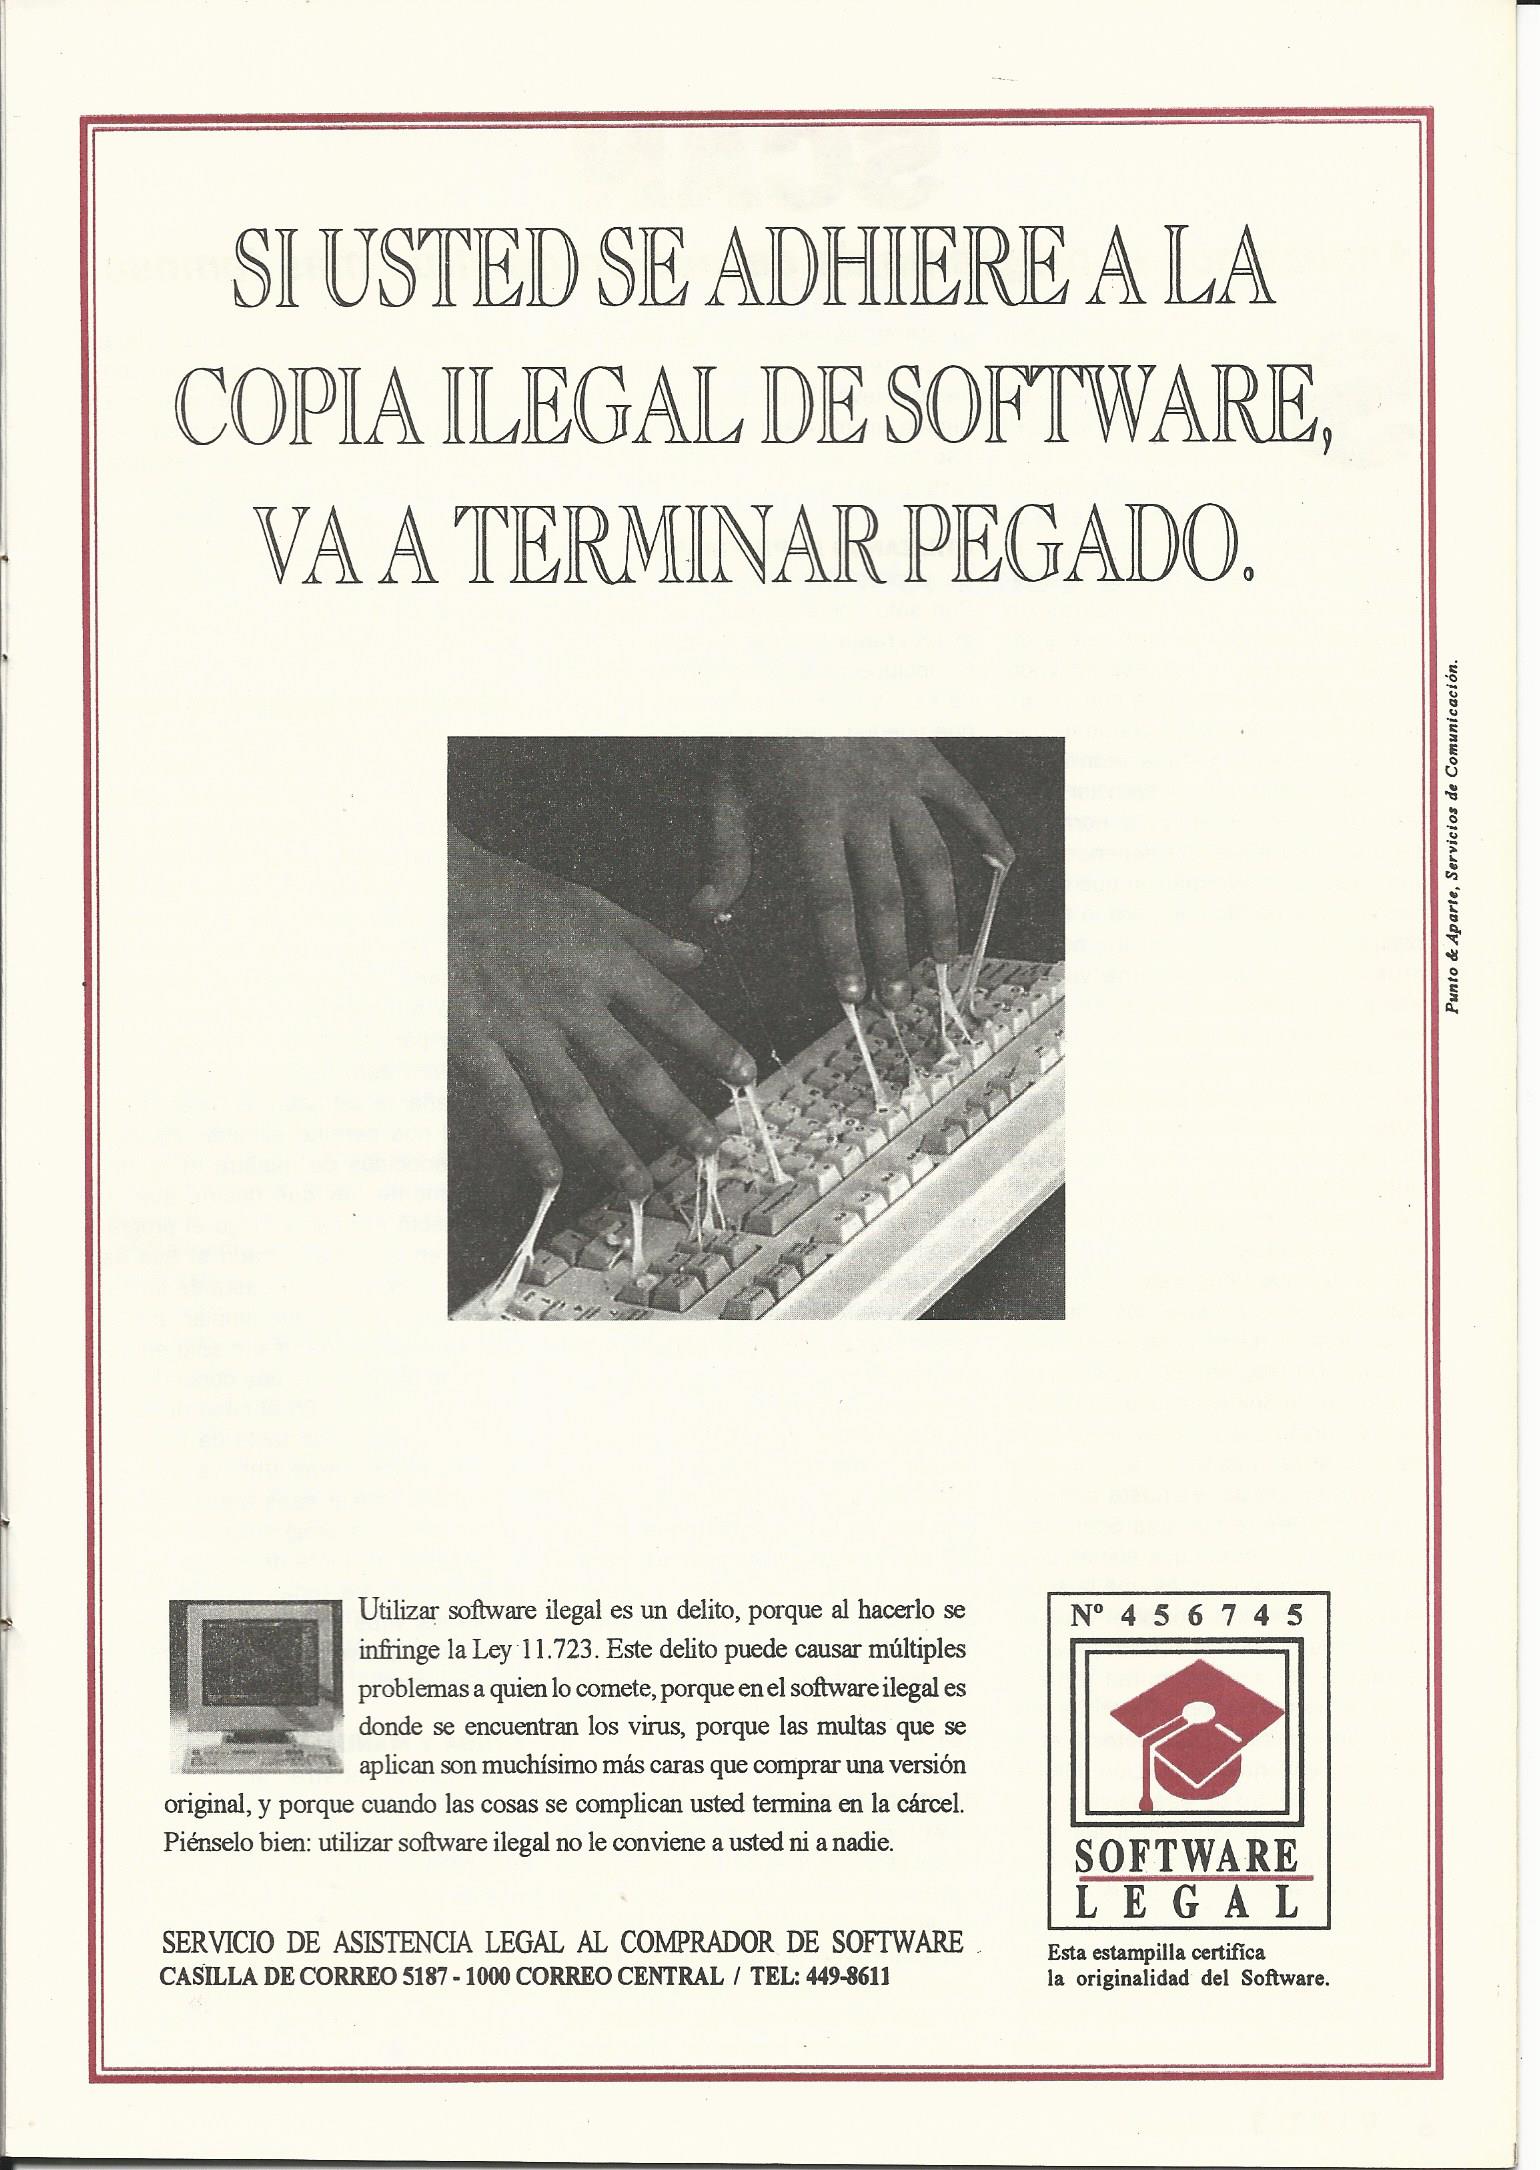 SI USTED SE ADHIERE A LA
COPIA ILEGAL DE SOFTWARE,
VA A TERMINAR PEGADO.
Punto & Aparte, Servicios de Comunicación.
Utilizar software ilegal es un delito, porque al hacerlo se
infringe la Ley 11.723. Este delito puede causar múltiples
problemas a quien lo comete, porque en el software ilegal es
donde se encuentran los virus, porque las multas que se
aplican son muchísimo más caras que comprar una versión
original, y porque cuando las cosas se complican usted termina en la cárcel.
Piénselo bien: utilizar software ilegal no le conviene a usted ni a nadie.
SERVICIO DE ASISTENCIA LEGAL AL COMPRADOR DE SOFTWARE
CASILLA DE CORREO 5187 - 1000 CORREO CENTRAL / TEL: 449-8611
Nº 456745
SOFTWARE
LEGAL
Esta estampilla certifica
la originalidad del Software.